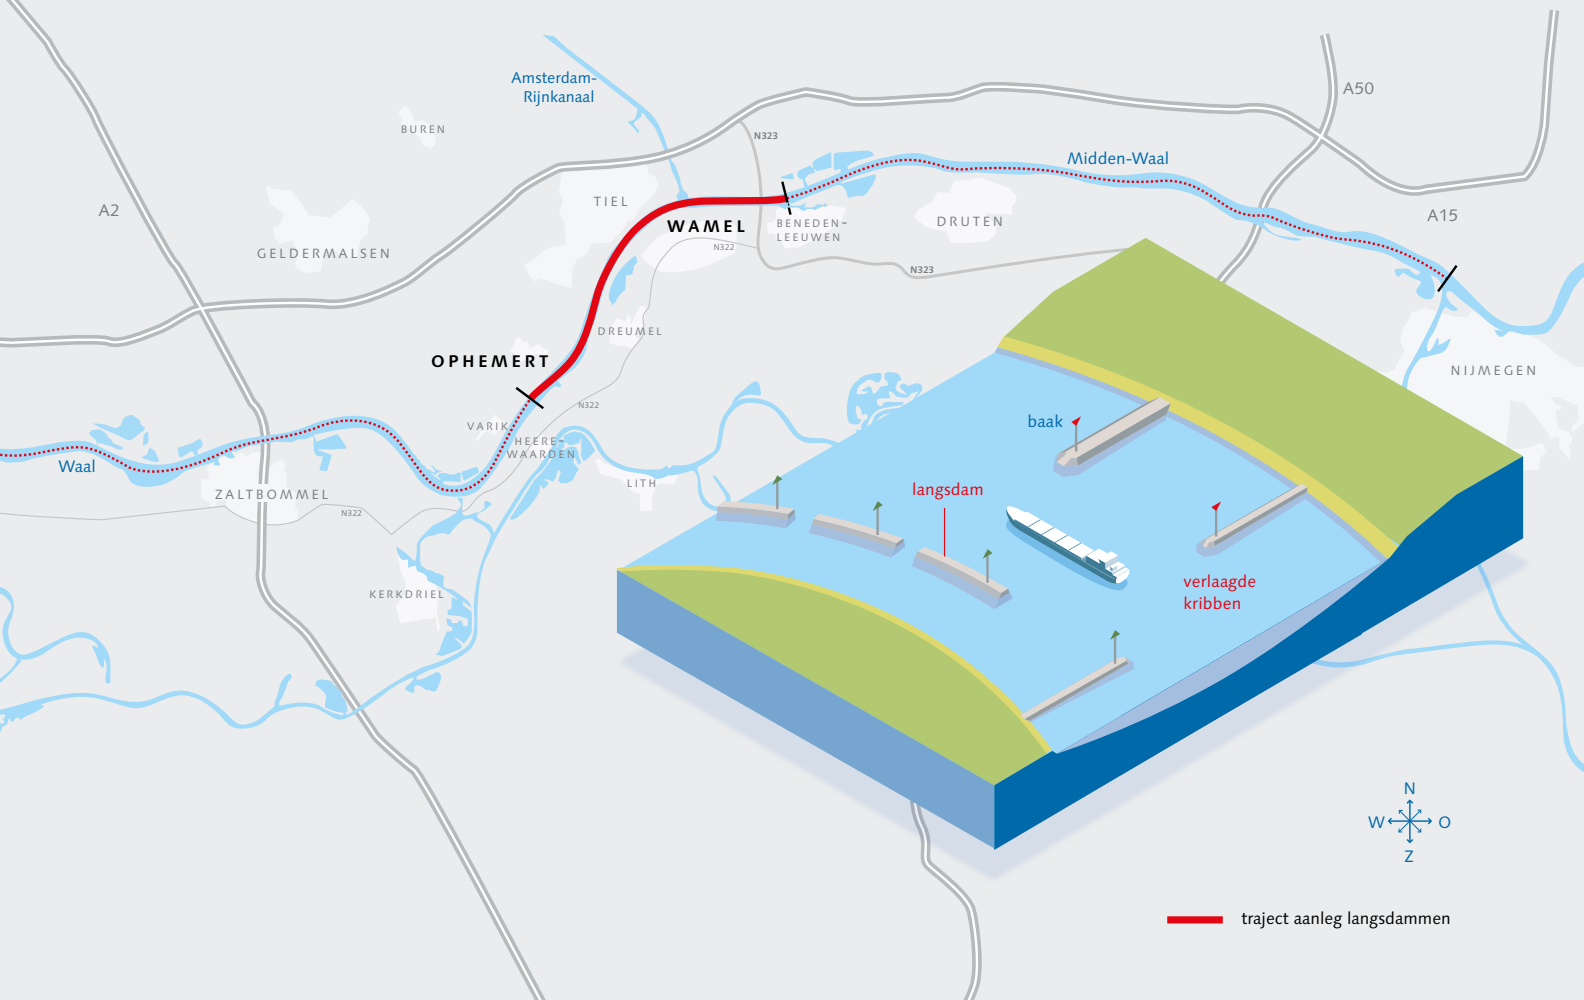 Amsterdam-
Rijnkanaal
A50
BUREN
N323
Midden-Waal
A2
TIEL
WAMEL
BENEDEN-
LEEUWEN
DRUTEN
A15
GELDERMALSEN
N322
N323
DREUMEL
OPHEMERT
NIJMEGEN
N322
VARIK
HEERE-
WAARDEN
baak
Waal
LITH
langsdam
ZALTBOMMEL
N322
verlaagde
kribben
KERKDRIEL
N
W
O
Z
traject aanleg langsdammen